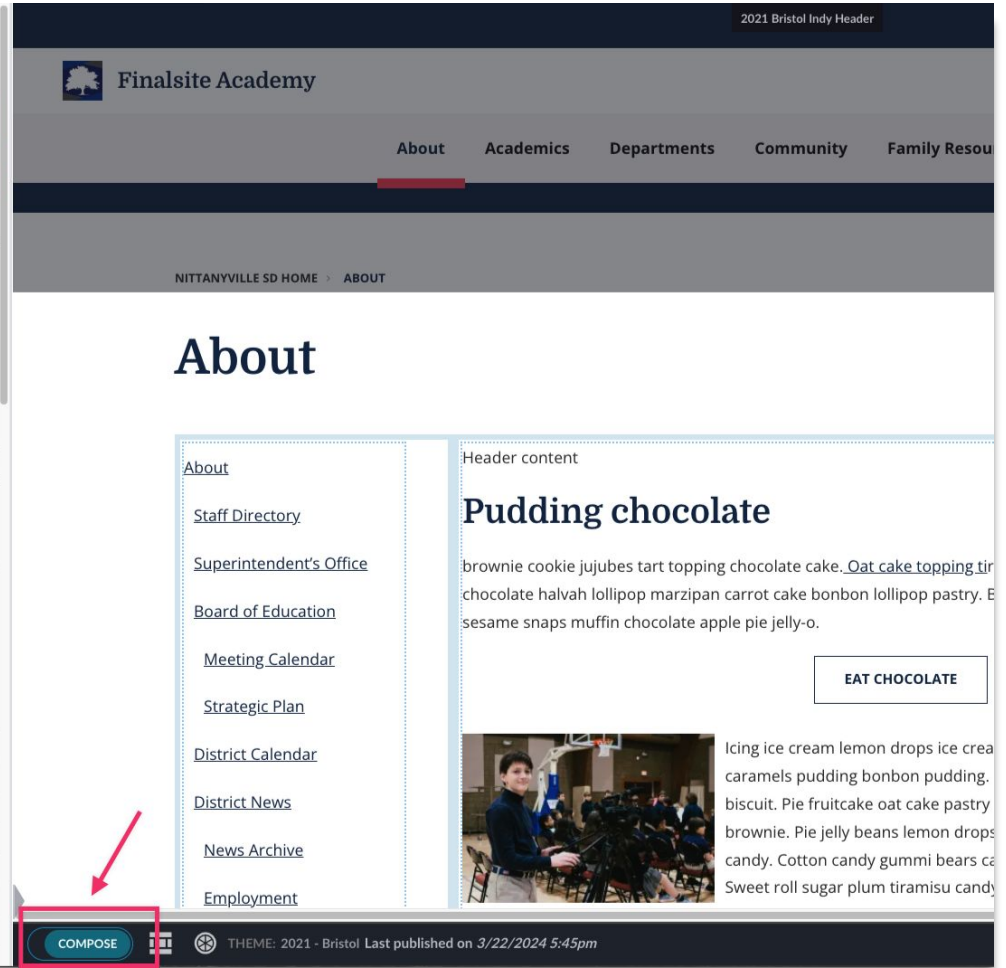 2021 Bristol Indy Header
Finalsite Academy
About Academics Departments Community Family Resou
NITTANYVILLE SD HOME › ABOUT
About
About
Staff Directory
Superintendent's Office
Board of Education
Meeting Calendar
Strategic Plan
District Calendar
District News
News Archive
Employment
Header content
Pudding chocolate
brownie cookie jujubes tart topping chocolate cake. Oat cake topping tir
chocolate halvah lollipop marzipan carrot cake bonbon lollipop pastry. B
sesame snaps muffin chocolate apple pie jelly-o.
EAT CHOCOLATE
Icing ice cream lemon drops ice crea
caramels pudding bonbon pudding.
biscuit. Pie fruitcake oat cake pastry
brownie. Pie jelly beans lemon drops
candy. Cotton candy gummi bears ca
Sweet roll sugar plum tiramisu candy
COMPOSE THEME: 2021 - Bristol Last published on 3/22/2024 5:45pm